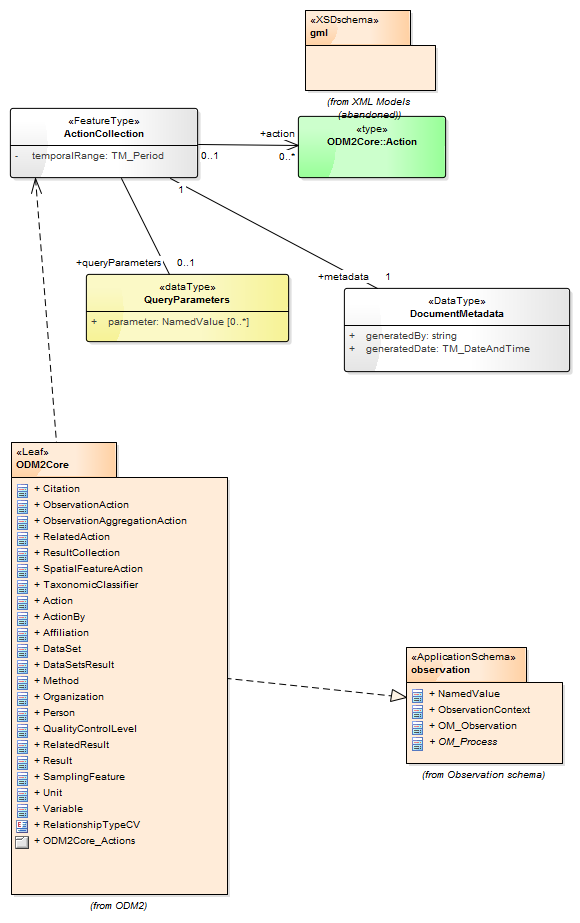 «XSDschema»
gml
(from XML Models
(abandoned))
«FeatureType»
ActionCollection
- temporalRange: TM_Period
+action
0..1
0..*
«type»
ODM2Core::Action
1
+queryParameters 0..1
+metadata 1
«dataType»
QueryParameters
+ parameter: NamedValue [0..*]
«DataType»
DocumentMetadata
+ generatedBy: string
+ generatedDate: TM_DateAndTime
«Leaf»
ODM2Core
+ Citation
+ ObservationAction
+ ObservationAggregationAction
+ RelatedAction
+ ResultCollection
+ SpatialFeatureAction
+ TaxonomicClassifier
+ Action
+ ActionBy
+ Affiliation
+ DataSet
+ DataSetsResult
+ Method
+ Organization
+ Person
+ QualityControlLevel
+ RelatedResult
+ Result
+ SamplingFeature
+ Unit
+ Variable
+ RelationshipTypeCV
+ ODM2Core_Actions
(from ODM2)
«ApplicationSchema»
observation
+ NamedValue
+ ObservationContext
+ OM_Observation
+ OM_Process
(from Observation schema)